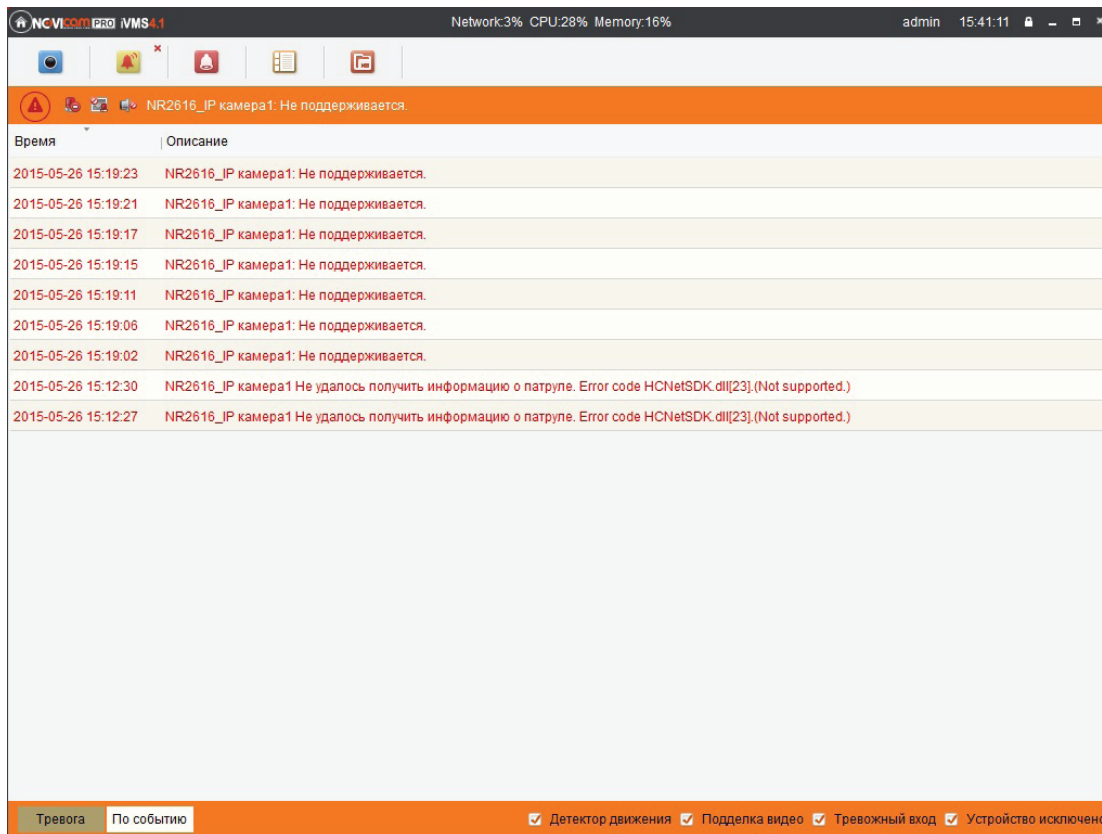 NOVICOM PRO iVMS4.1 Network:3% CPU:28% Memory:16% admin 15:41:11
NR2616_IP камера1: Не поддерживается.
Время Описание
2015-05-26 15:19:23 NR2616_IP камера1: Не поддерживается.
2015-05-26 15:19:21 NR2616_IP камера1: Не поддерживается.
2015-05-26 15:19:17 NR2616_IP камера1: Не поддерживается.
2015-05-26 15:19:15 NR2616_IP камера1: Не поддерживается.
2015-05-26 15:19:11 NR2616_IP камера1: Не поддерживается.
2015-05-26 15:19:06 NR2616_IP камера1: Не поддерживается.
2015-05-26 15:19:02 NR2616_IP камера1: Не поддерживается.
2015-05-26 15:12:30 NR2616_IP камера1 Не удалось получить информацию о патруле. Error code HCNetSDK.dll[23].(Not supported.)
2015-05-26 15:12:27 NR2616_IP камера1 Не удалось получить информацию о патруле. Error code HCNetSDK.dll[23].(Not supported.)
Тревога По событию Детектор движения Подделка видео Тревожный вход Устройство исключено